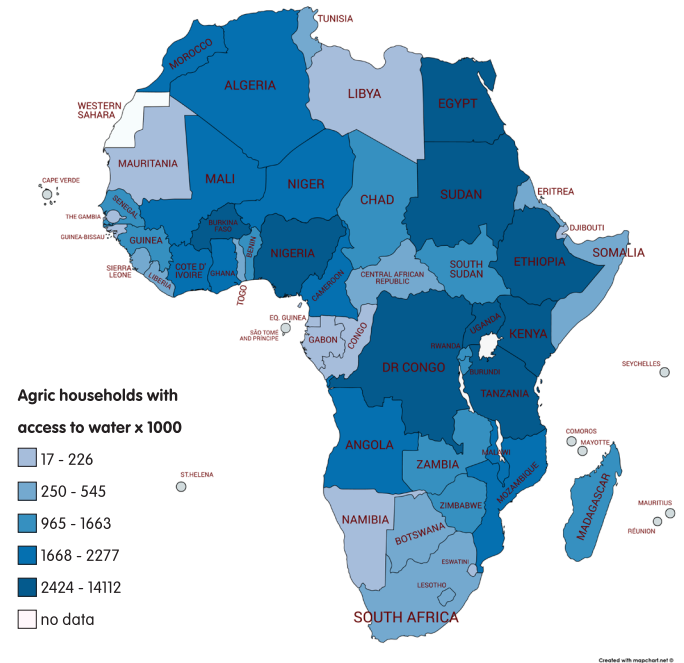 TUNISIA
MOROCCO
ALGERIA
LIBYA
EGYPT
WESTERN
SAHARA
MAURITANIA
MALI
NIGER
CHAD
SUDAN
ERITREA
CAPE VERDE
SENEGAL
THE GAMBIA
GUINEA-BISSAU
GUINEA
SIERRA
LEONE
LIBERIA
COTE D'
IVOIRE
BURKINA
FASO
GHANA
TOGO
BENIN
NIGERIA
CAMEROON
CENTRAL AFRICAN
REPUBLIC
SOUTH
SUDAN
ETHIOPIA
DJIBOUTI
SOMALIA
EQ. GUINEA
SÃO TOMÉ
AND PRINCIPE
GABON
CONGO
DR CONGO
UGANDA
KENYA
RWANDA
BURUNDI
TANZANIA
SEYCHELLES
Agric households with
access to water x 1000
17 - 226
250 - 545
965 - 1663
1668 - 2277
2424 - 14112
no data
ST.HELENA
ANGOLA
ZAMBIA
MALAWI
MOZAMBIQUE
COMOROS
MAYOTTE
MADAGASCAR
MAURITIUS
RÉUNION
NAMIBIA
ZIMBABWE
BOTSWANA
ESWATINI
LESOTHO
SOUTH AFRICA
Created with mapchart.net ©